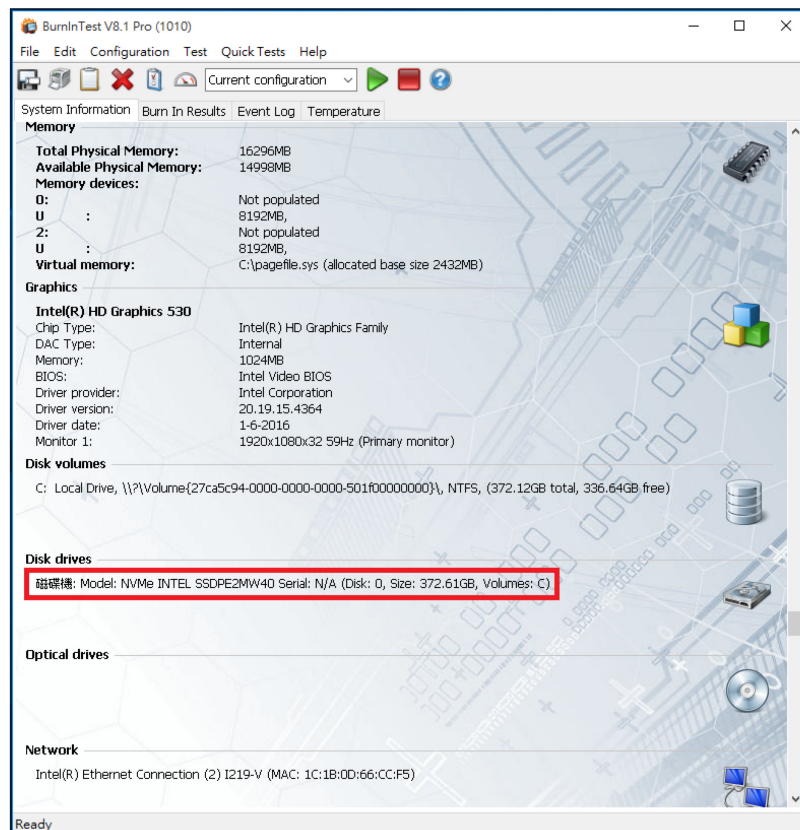 BurnInTest V8.1 Pro (1010)
File Edit Configuration Test Quick Tests Help
Current configuration
System Information Burn In Results Event Log Temperature
Memory
Total Physical Memory: 16296MB
Available Physical Memory: 14998MB
Memory devices:
0: Not populated
U : 8192MB,
2: Not populated
U : 8192MB,
Virtual memory: C:\pagefile.sys (allocated base size 2432MB)
Graphics
Intel(R) HD Graphics 530
Chip Type: Intel(R) HD Graphics Family
DAC Type: Internal
Memory: 1024MB
BIOS: Intel Video BIOS
Driver provider: Intel Corporation
Driver version: 20.19.15.4364
Driver date: 1-6-2016
Monitor 1: 1920x1080x32 59Hz (Primary monitor)
Disk volumes
C: Local Drive, \\?\Volume{27ca5c94-0000-0000-0000-501f00000000}\, NTFS, (372.12GB total, 336.64GB free)
Disk drives
磁碟機: Model: NVMe INTEL SSDPE2MW40 Serial: N/A (Disk: 0, Size: 372.61GB, Volumes: C)
Optical drives
Network
Intel(R) Ethernet Connection (2) I219-V (MAC: 1C:1B:0D:66:CC:F5)
Ready